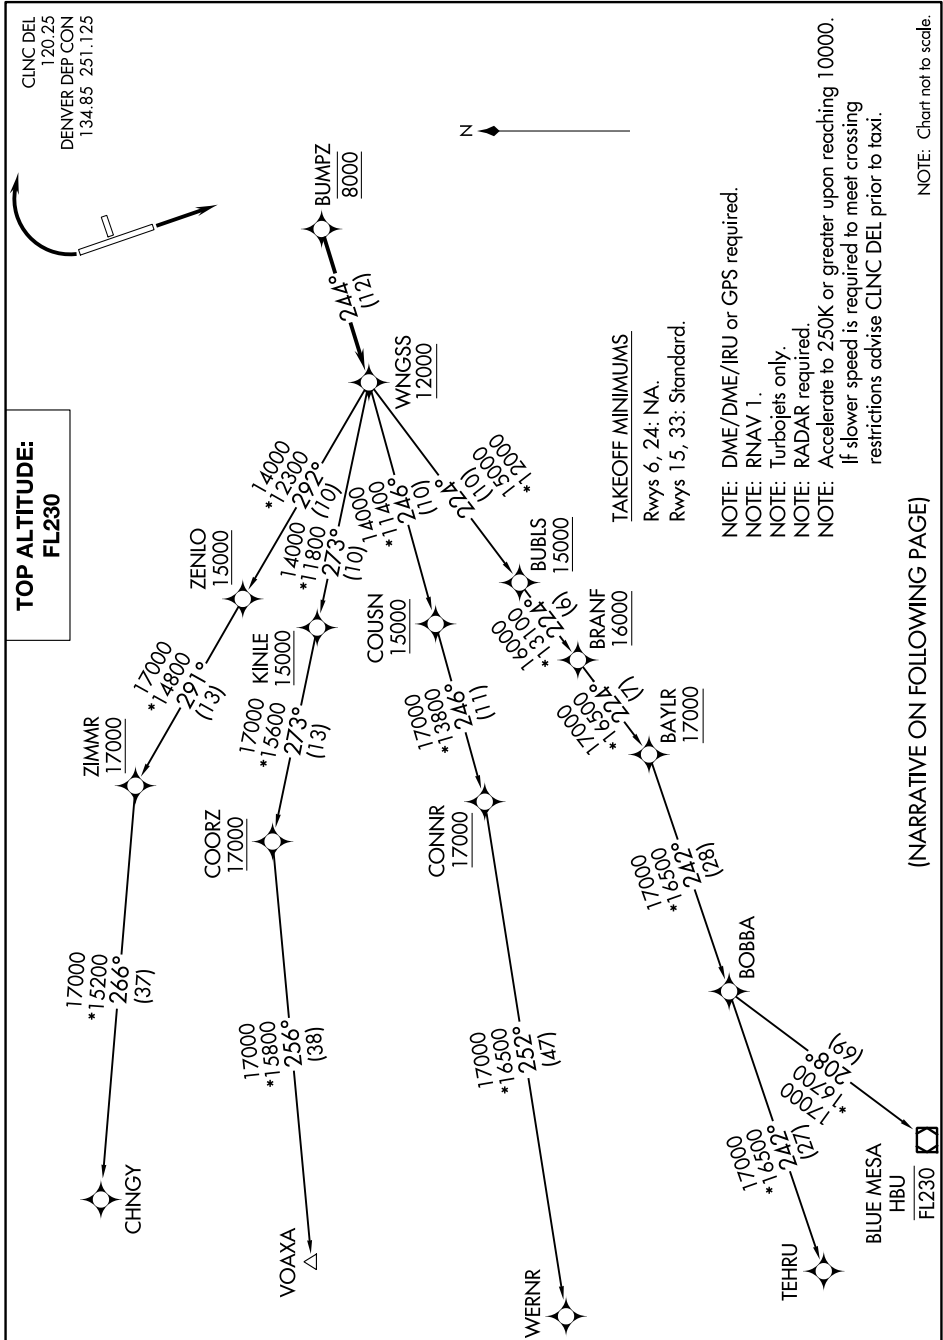 TOP ALTITUDE:
FL230
CLNC DEL
120.25
DENVER DEP CON
134.85 251.125
N
BUMPZ
8000
244°
(12)
WNGSS
12000
14000
*12300
292°
(10)
ZENLO
15000
17000
*14800
291°
(13)
ZIMMR
17000
17000
*15200
266°
(37)
CHNGY
14000
*11800
273°
(10)
KINLE
15000
17000
*15600
273°
(13)
COORZ
17000
17000
*15800
256°
(38)
VOAXA
14000
*11400
246°
(10)
COUSN
15000
17000
*13800
246°
(11)
CONNR
17000
17000
*16500
252°
(47)
WERNR
224°
(10)
15000
*12000
BUBLS
15000
16000
*13100
224°
(6)
BRANF
16000
17000
*16500
224°
(7)
BAYLR
17000
17000
*16500
242°
(28)
BOBBA
17000
*16500
242°
(27)
TEHRU
17000
*16700
208°
(69)
BLUE MESA
HBU
FL230
TAKEOFF MINIMUMS
Rwys 6, 24: NA.
Rwys 15, 33: Standard.
NOTE: DME/DME/IRU or GPS required.
NOTE: RNAV 1.
NOTE: Turbojets only.
NOTE: RADAR required.
NOTE: Accelerate to 250K or greater upon reaching 10000.
If slower speed is required to meet crossing
restrictions advise CLNC DEL prior to taxi.
(NARRATIVE ON FOLLOWING PAGE)
NOTE: Chart not to scale.